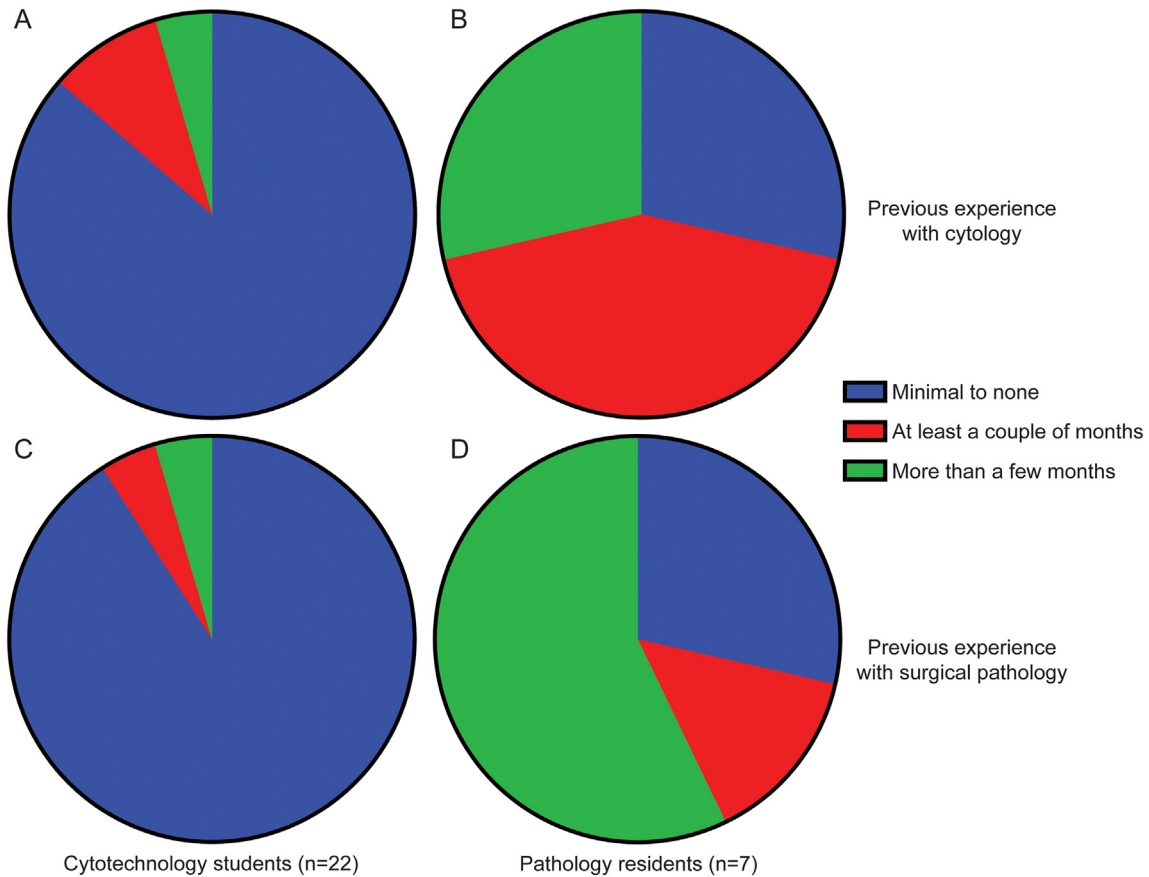 A
B
Previous experience
with cytology
Minimal to none
At least a couple of months
More than a few months
C
D
Previous experience
with surgical pathology
Cytotechnology students (n=22)
Pathology residents (n=7)